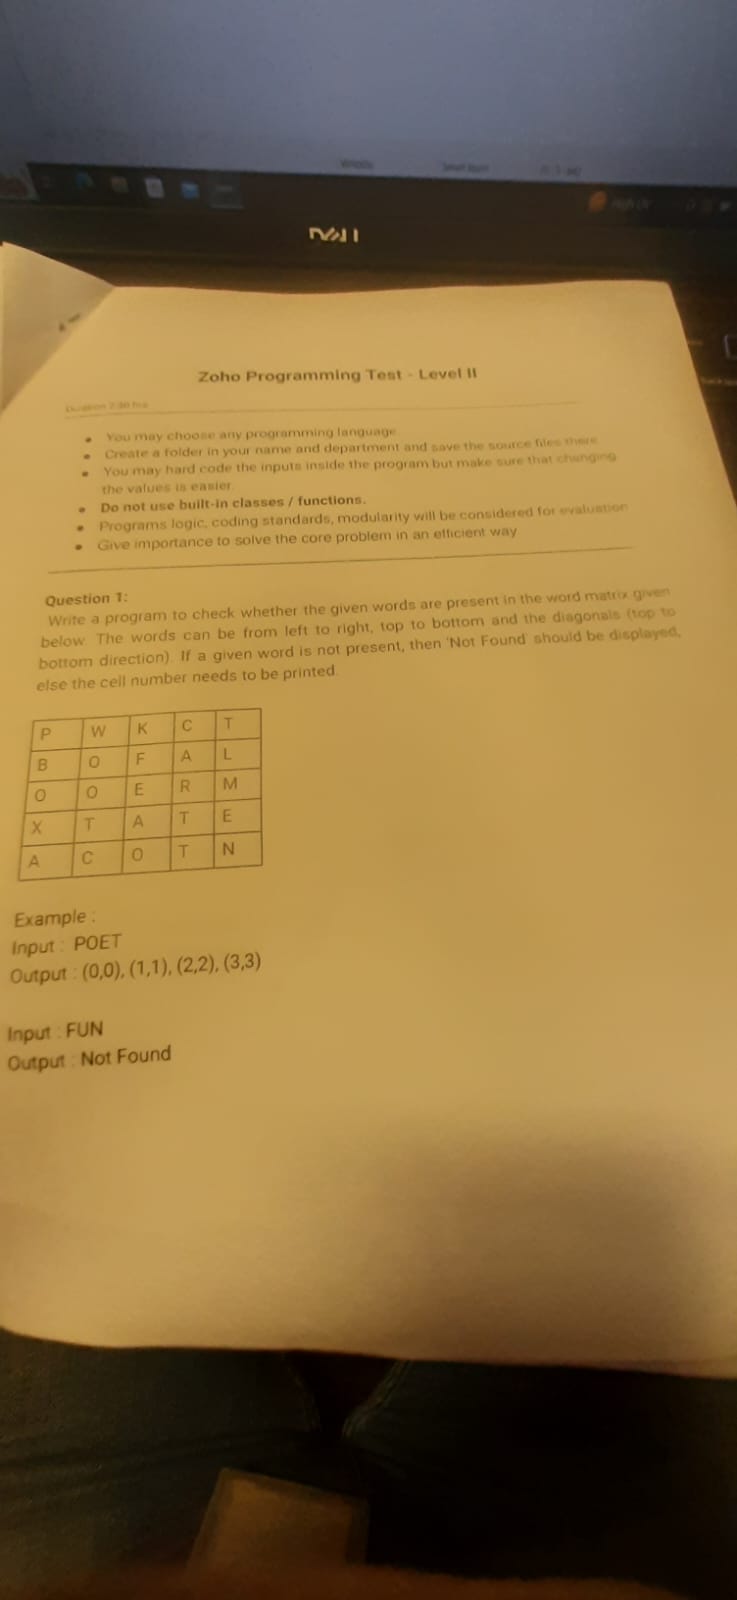 DELL
Zoho Programming Test - Level II
Duration 2:30 hrs
• You may choose any programming language
• Create a folder in your name and department and save the source files there
• You may hard code the inputs inside the program but make sure that changing
the values is easier.
• Do not use built-in classes / functions.
• Programs logic, coding standards, modularity will be considered for evaluation
• Give importance to solve the core problem in an efficient way
Question 1:
Write a program to check whether the given words are present in the word matrix given
below. The words can be from left to right, top to bottom and the diagonals (top to
bottom direction). If a given word is not present, then 'Not Found' should be displayed,
else the cell number needs to be printed.
P W K C T
B O F A L
O O E R M
X T A T E
A C O T N
Example :
Input : POET
Output : (0,0), (1,1), (2,2), (3,3)
Input : FUN
Output : Not Found